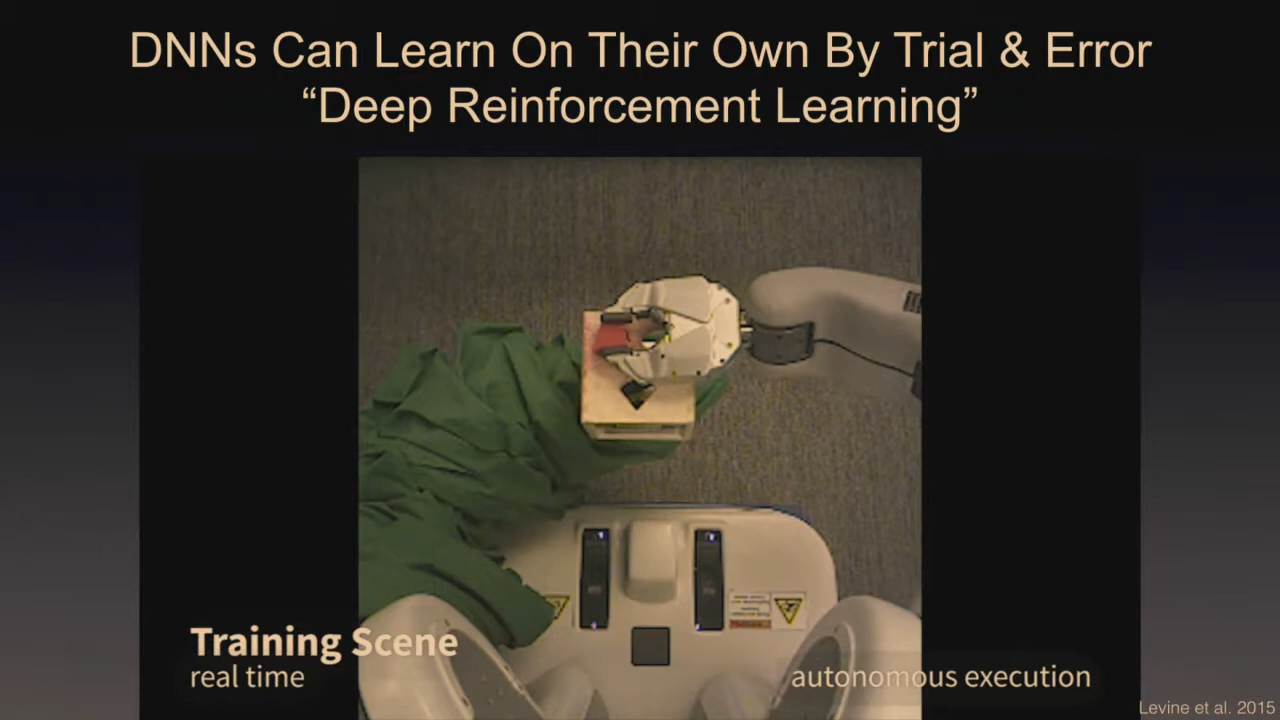 DNNs Can Learn On Their Own By Trial & Error
“Deep Reinforcement Learning”
Training Scene
real time
autonomous execution
Levine et al. 2015